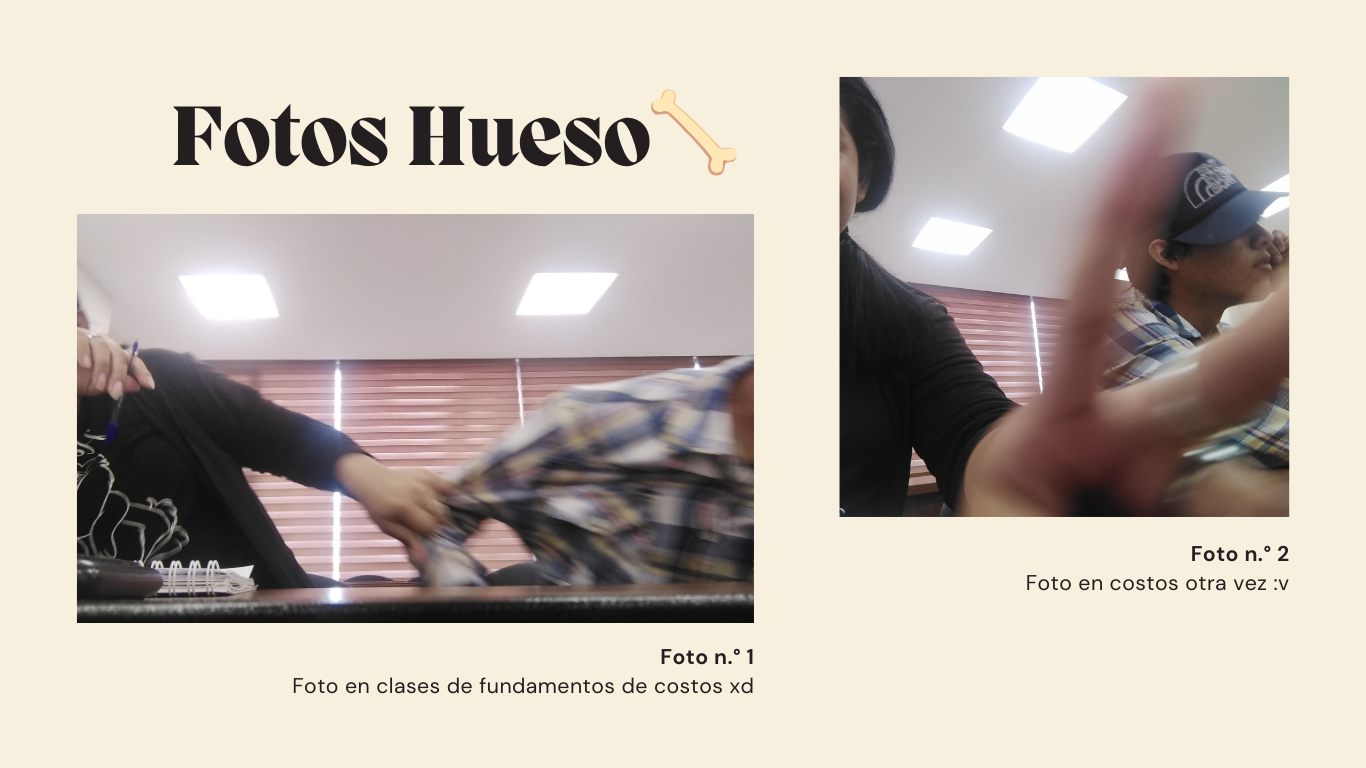 Fotos Hueso
Foto n.° 1
Foto en clases de fundamentos de costos xd
Foto n.° 2
Foto en costos otra vez :v